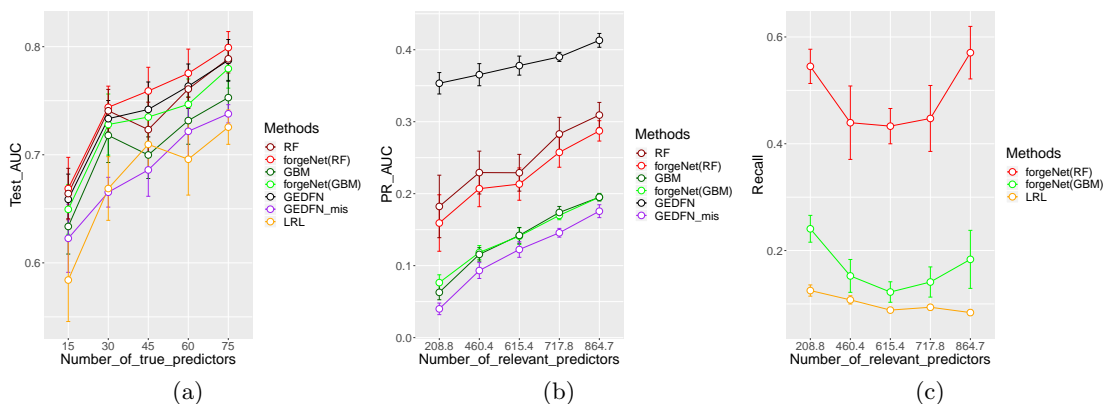 Test_AUC
0.8
0.7
0.6
15
30
45
60
75
Number_of_true_predictors
Methods
RF
forgeNet(RF)
GBM
forgeNet(GBM)
GEDFN
GEDFN_mis
LRL
(a)
PR_AUC
0.4
0.3
0.2
0.1
0.0
208.8
460.4
615.4
717.8
864.7
Number_of_relevant_predictors
Methods
RF
forgeNet(RF)
GBM
forgeNet(GBM)
GEDFN
GEDFN_mis
(b)
Recall
0.6
0.4
0.2
208.8
460.4
615.4
717.8
864.7
Number_of_relevant_predictors
Methods
forgeNet(RF)
forgeNet(GBM)
LRL
(c)